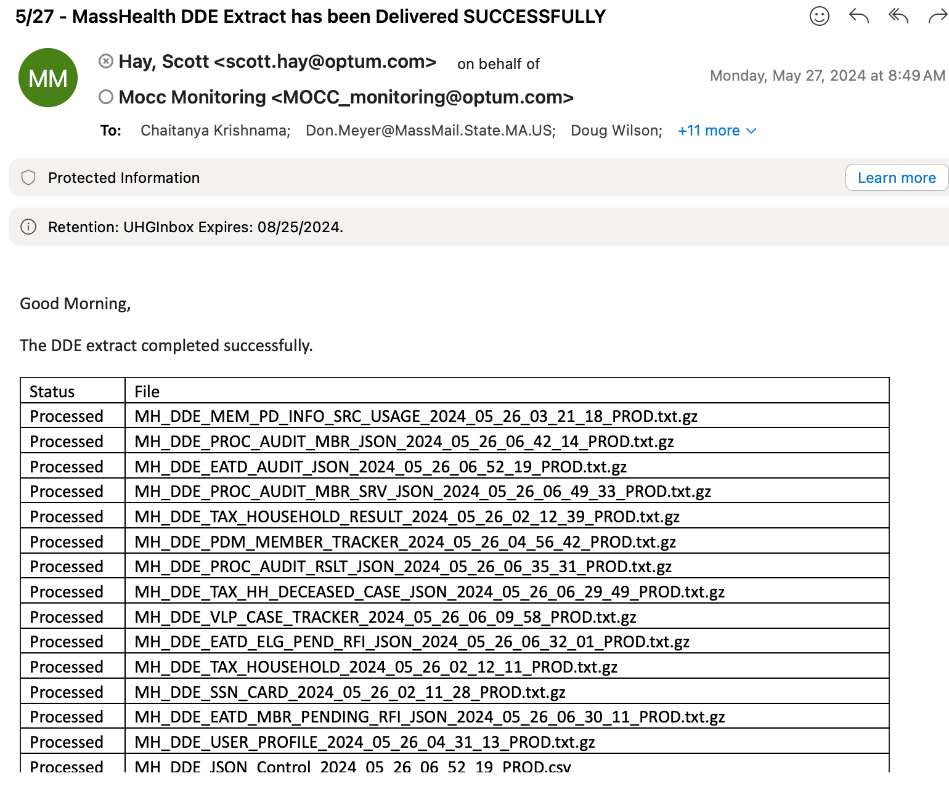 5/27 - MassHealth DDE Extract has been Delivered SUCCESSFULLY
MM
Hay, Scott <scott.hay@optum.com> on behalf of
Monday, May 27, 2024 at 8:49 AM
Mocc Monitoring <MOCC_monitoring@optum.com>
To: Chaitanya Krishnama; Don.Meyer@MassMail.State.MA.US; Doug Wilson; +11 more
Protected Information Learn more
Retention: UHGInbox Expires: 08/25/2024.
Good Morning,
The DDE extract completed successfully.
Status File
Processed MH_DDE_MEM_PD_INFO_SRC_USAGE_2024_05_26_03_21_18_PROD.txt.gz
Processed MH_DDE_PROC_AUDIT_MBR_JSON_2024_05_26_06_42_14_PROD.txt.gz
Processed MH_DDE_EATD_AUDIT_JSON_2024_05_26_06_52_19_PROD.txt.gz
Processed MH_DDE_PROC_AUDIT_MBR_SRV_JSON_2024_05_26_06_49_33_PROD.txt.gz
Processed MH_DDE_TAX_HOUSEHOLD_RESULT_2024_05_26_02_12_39_PROD.txt.gz
Processed MH_DDE_PDM_MEMBER_TRACKER_2024_05_26_04_56_42_PROD.txt.gz
Processed MH_DDE_PROC_AUDIT_RSLT_JSON_2024_05_26_06_35_31_PROD.txt.gz
Processed MH_DDE_TAX_HH_DECEASED_CASE_JSON_2024_05_26_06_29_49_PROD.txt.gz
Processed MH_DDE_VLP_CASE_TRACKER_2024_05_26_06_09_58_PROD.txt.gz
Processed MH_DDE_EATD_ELG_PEND_RFI_JSON_2024_05_26_06_32_01_PROD.txt.gz
Processed MH_DDE_TAX_HOUSEHOLD_2024_05_26_02_12_11_PROD.txt.gz
Processed MH_DDE_SSN_CARD_2024_05_26_02_11_28_PROD.txt.gz
Processed MH_DDE_EATD_MBR_PENDING_RFI_JSON_2024_05_26_06_30_11_PROD.txt.gz
Processed MH_DDE_USER_PROFILE_2024_05_26_04_31_13_PROD.txt.gz
Processed MH_DDE_JSON_Control_2024_05_26_06_52_19_PROD.csv